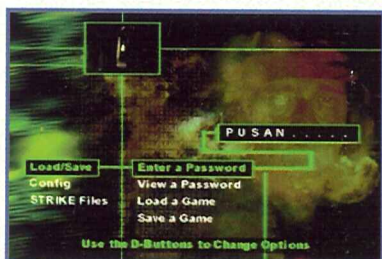 PUSAN.....
Load/Save
Enter a Password
Config
View a Password
STRIKE Files
Load a Game
Save a Game
Use the D-Buttons to Change Options